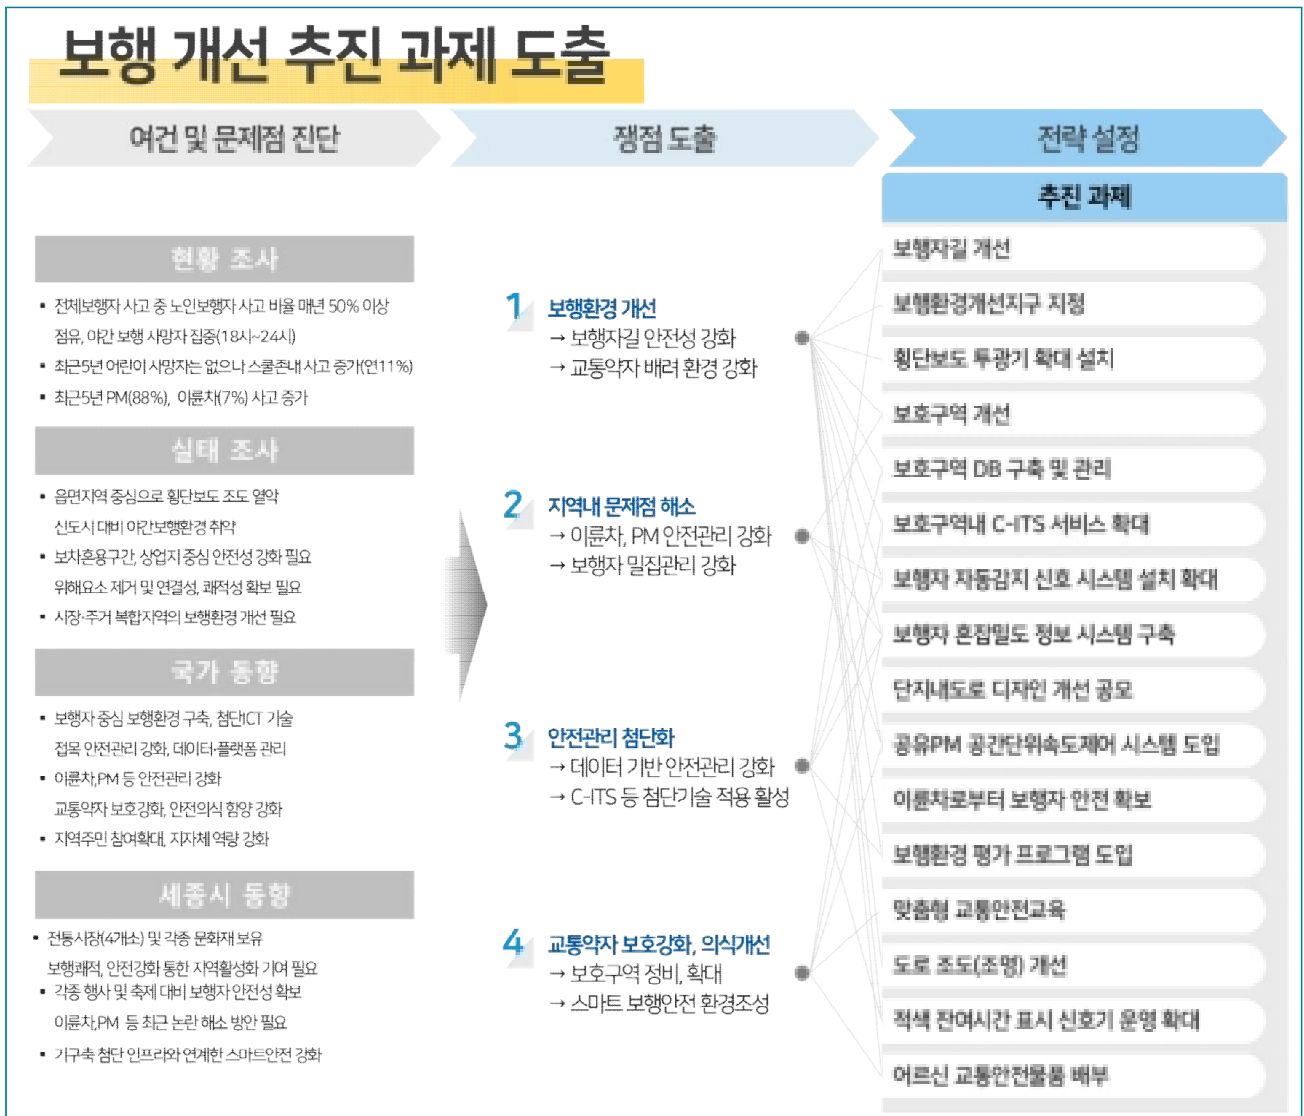 보행 개선 추진 과제 도출
여건 및 문제점 진단
현황 조사
▪ 전체보행자 사고 중 노인보행자 사고 비율 매년 50% 이상
점유, 야간 보행 사망자 집중(18시~24시)
▪ 최근5년 어린이 사망자는 없으나 스쿨존내 사고 증가(연11%)
▪ 최근5년 PM(88%), 이륜차(7%) 사고 증가
실태 조사
▪ 읍면지역 중심으로 횡단보도 조도 열악
신도시 대비 야간보행환경 취약
▪ 보차혼용구간, 상업지 중심 안전성 강화 필요
위해요소 제거 및 연결성, 쾌적성 확보 필요
▪ 시장·주거 복합지역의 보행환경 개선 필요
국가 동향
▪ 보행자 중심 보행환경 구축, 첨단ICT 기술
접목 안전관리 강화, 데이터·플랫폼 관리
▪ 이륜차,PM 등 안전관리 강화
교통약자 보호강화, 안전의식 함양 강화
▪ 지역주민 참여확대, 지자체 역량 강화
세종시 동향
▪ 전통시장(4개소) 및 각종 문화재 보유
보행쾌적, 안전강화 통한 지역활성화 기여 필요
▪ 각종 행사 및 축제 대비 보행자 안전성 확보
이륜차,PM 등 최근 논란 해소 방안 필요
▪ 기구축 첨단 인프라와 연계한 스마트안전 강화
쟁점 도출
1 보행환경 개선
→ 보행자길 안전성 강화
→ 교통약자 배려 환경 강화
2 지역내 문제점 해소
→ 이륜차, PM 안전관리 강화
→ 보행자 밀집관리 강화
3 안전관리 첨단화
→ 데이터 기반 안전관리 강화
→ C-ITS 등 첨단기술 적용 활성
4 교통약자 보호강화, 의식개선
→ 보호구역 정비, 확대
→ 스마트 보행안전 환경조성
전략 설정
추진 과제
보행자길 개선
보행환경개선지구 지정
횡단보도 투광기 확대 설치
보호구역 개선
보호구역 DB 구축 및 관리
보호구역내 C-ITS 서비스 확대
보행자 자동감지 신호 시스템 설치 확대
보행자 혼잡밀도 정보 시스템 구축
단지내도로 디자인 개선 공모
공유PM 공간단위속도제어 시스템 도입
이륜차로부터 보행자 안전 확보
보행환경 평가 프로그램 도입
맞춤형 교통안전교육
도로 조도(조명) 개선
적색 잔여시간 표시 신호기 운영 확대
어르신 교통안전물품 배부